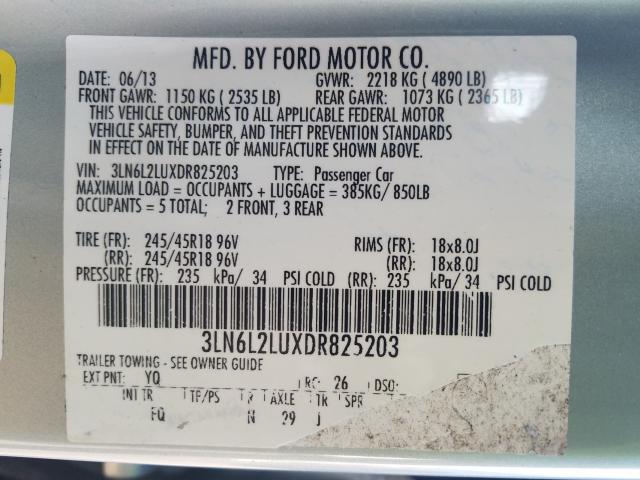 MFD. BY FORD MOTOR CO.
DATE: 06/13 GVWR: 2218 KG ( 4890 LB)
FRONT GAWR: 1150 KG ( 2535 LB) REAR GAWR: 1073 KG ( 2365 LB)
THIS VEHICLE CONFORMS TO ALL APPLICABLE FEDERAL MOTOR
VEHICLE SAFETY, BUMPER, AND THEFT PREVENTION STANDARDS
IN EFFECT ON THE DATE OF MANUFACTURE SHOWN ABOVE.
VIN: 3LN6L2LUXDR825203 TYPE: Passenger Car
MAXIMUM LOAD = OCCUPANTS + LUGGAGE = 385KG/ 850LB
OCCUPANTS = 5 TOTAL; 2 FRONT, 3 REAR
TIRE (FR): 245/45R18 96V RIMS (FR): 18x8.0J
(RR): 245/45R18 96V (RR): 18x8.0J
PRESSURE (FR): 235 kPa/ 34 PSI COLD (RR): 235 kPa/ 34 PSI COLD
3LN6L2LUXDR825203
TRAILER TOWING - SEE OWNER GUIDE
EXT PNT: YQ RC: 26 DSO:
INT TR TP/PS R AXLE TR SPR
EQ N 29 J